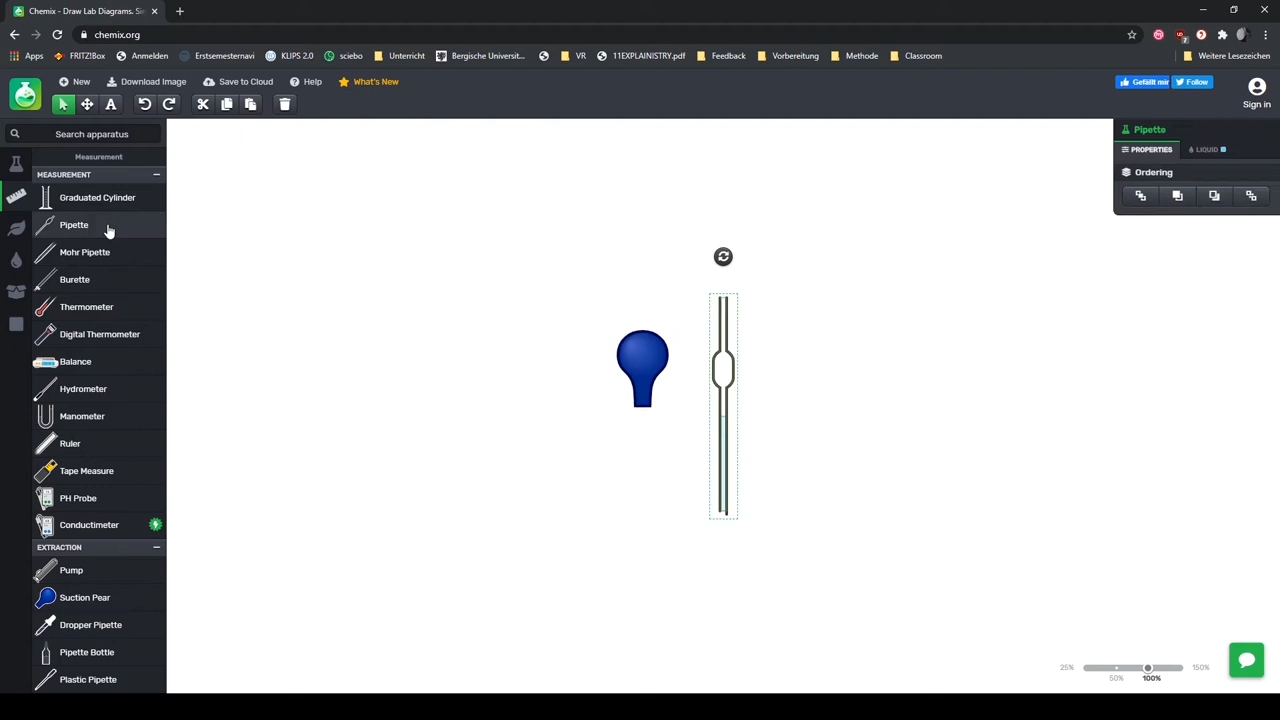 Chemix - Draw Lab Diagrams. Si
chemix.org
Apps
FRITZ!Box
Anmelden
Erstsemesternavi
KLIPS 2.0
sciebo
Unterricht
Bergische Universit...
VR
11EXPLAINISTRY.pdf
Feedback
Vorbereitung
Methode
Classroom
Weitere Lesezeichen
New
Download Image
Save to Cloud
Help
What's New
Gefällt mir
Follow
Sign in
A
Search apparatus
Measurement
MEASUREMENT
Graduated Cylinder
Pipette
Mohr Pipette
Burette
Thermometer
Digital Thermometer
Balance
Hydrometer
Manometer
Ruler
Tape Measure
PH Probe
Conductimeter
EXTRACTION
Pump
Suction Pear
Dropper Pipette
Pipette Bottle
Plastic Pipette
Pipette
PROPERTIES
LIQUID
Ordering
25%
150%
50%
100%